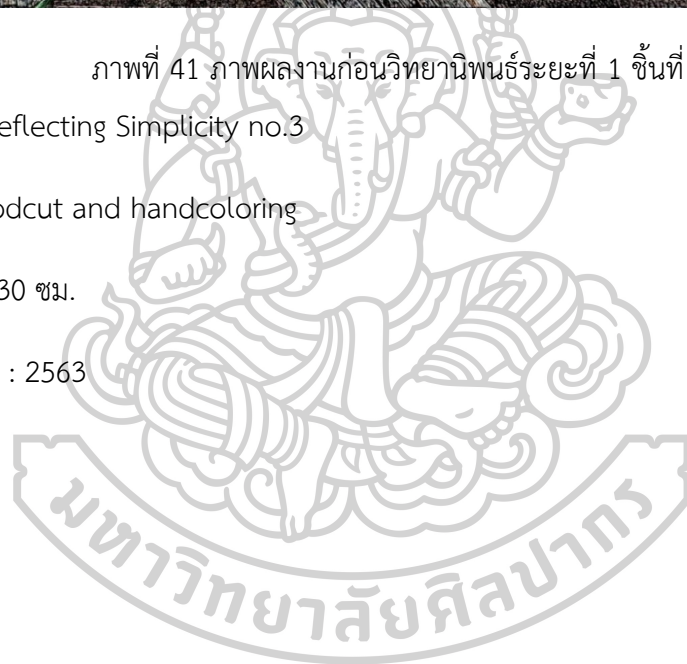 ภาพที่ 41 ภาพผลงานก่อนวิทยานิพนธ์ระยะที่ 1 ชิ้นที่
eflecting Simplicity no.3
odcut and handcoloring
30 ซม.
: 2563
มหาวิทยาลัยศิลปากร